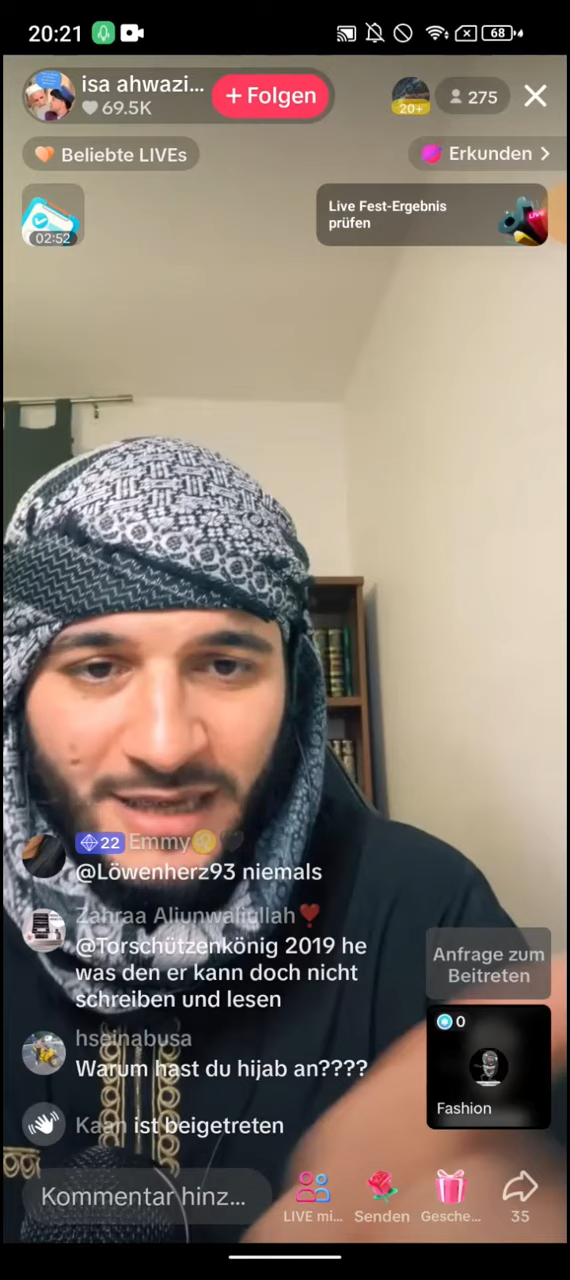 20:21
68
isa ahwazi...
69.5K
+ Folgen
20+
275
Beliebte LIVEs
Erkunden >
02:52
Live Fest-Ergebnis
prüfen
LIVE
22 Emmy
@Löwenherz93 niemals
Zahraa Aliunwaliullah
@Torschützenkönig 2019 he
was den er kann doch nicht
schreiben und lesen
hseinabusa
Warum hast du hijab an????
Kaan ist beigetreten
Anfrage zum
Beitreten
0
Fashion
Kommentar hinz...
LIVE mi...
Senden
Gesche...
35